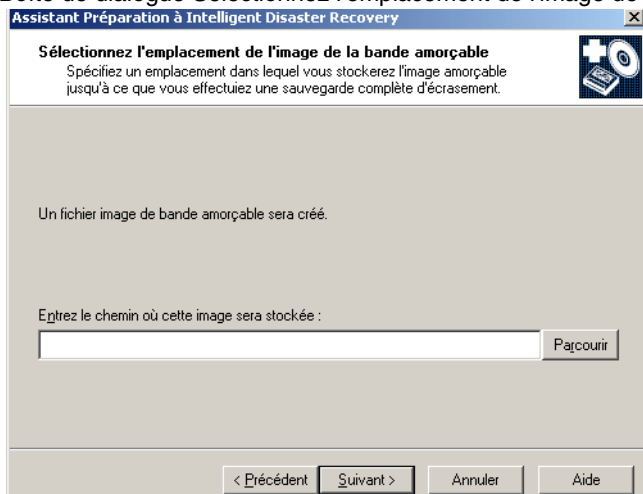 Boîte de dialogue Sélectionnez l'emplacement de l'image de
Assistant Préparation à Intelligent Disaster Recovery
Sélectionnez l'emplacement de l'image de la bande amorçable
Spécifiez un emplacement dans lequel vous stockerez l'image amorçable
jusqu'à ce que vous effectuiez une sauvegarde complète d'écrasement.
Un fichier image de bande amorçable sera créé.
Entrez le chemin où cette image sera stockée :
Parcourir
< Précédent Suivant > Annuler Aide